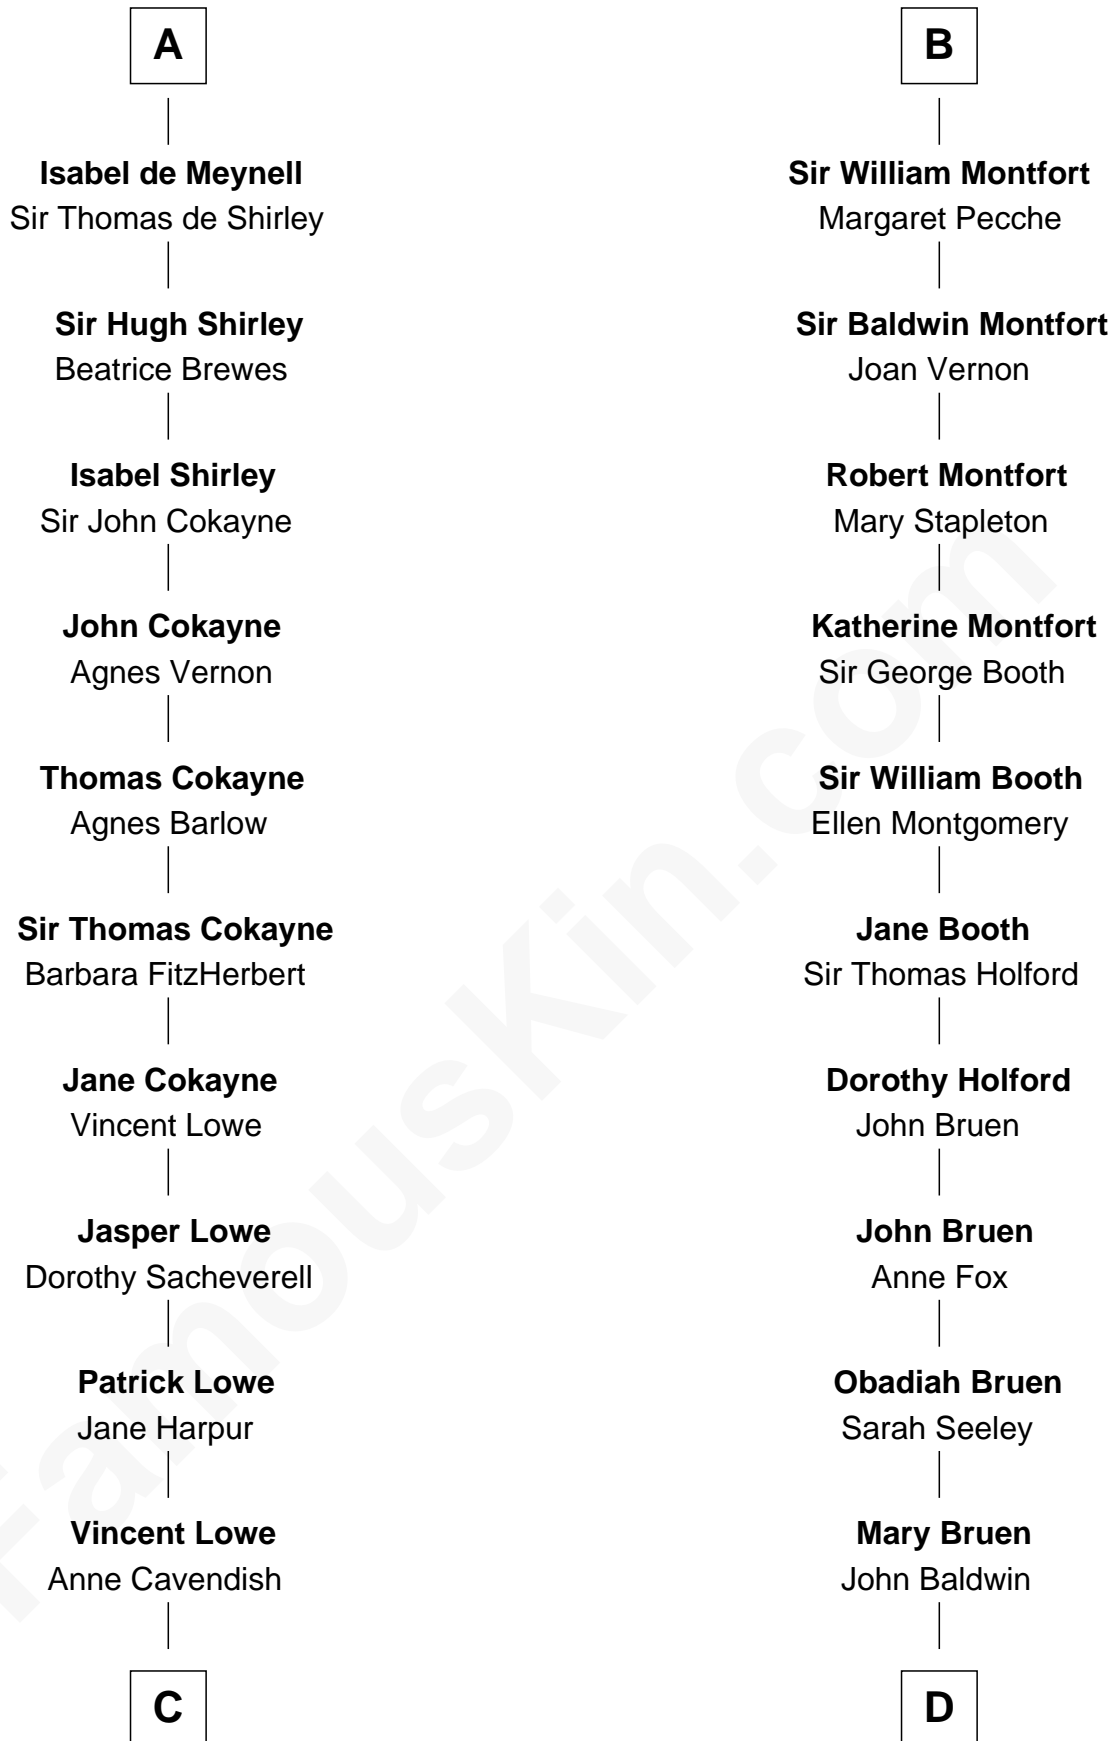 A
Isabel de Meynell
Sir Thomas de Shirley
Sir Hugh Shirley
Beatrice Brewes
Isabel Shirley
Sir John Cokayne
John Cokayne
Agnes Vernon
Thomas Cokayne
Agnes Barlow
Sir Thomas Cokayne
Barbara FitzHerbert
Jane Cokayne
Vincent Lowe
Jasper Lowe
Dorothy Sacheverell
Patrick Lowe
Jane Harpur
Vincent Lowe
Anne Cavendish
C
B
Sir William Montfort
Margaret Pecche
Sir Baldwin Montfort
Joan Vernon
Robert Montfort
Mary Stapleton
Katherine Montfort
Sir George Booth
Sir William Booth
Ellen Montgomery
Jane Booth
Sir Thomas Holford
Dorothy Holford
John Bruen
John Bruen
Anne Fox
Obadiah Bruen
Sarah Seeley
Mary Bruen
John Baldwin
D
FamousKin.com